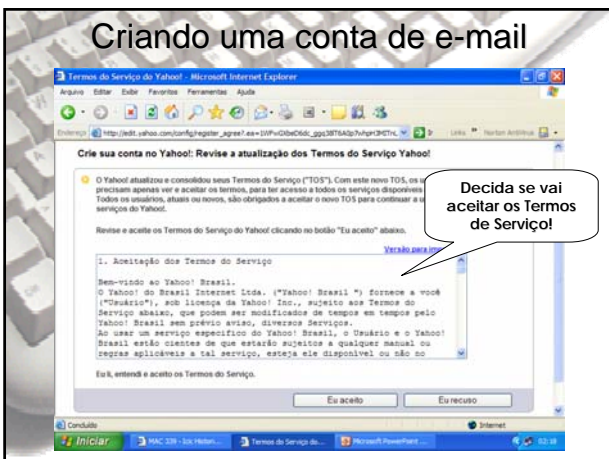 Criando uma conta de e-mail
Termos do Serviço do Yahoo! - Microsoft Internet Explorer
Arquivo Editar Exibir Favoritos Ferramentas Ajuda
Endereço Links Norton AntiVirus
Crie sua conta no Yahoo!: Revise a atualização dos Termos do Serviço Yahoo!
O Yahoo! atualizou e consolidou seus Termos do Serviço ("TOS"). Com este novo TOS, os
precisam apenas ver e aceitar os termos, para ter acesso a todos os serviços disponíveis
Todos os usuários, atuais ou novos, são obrigados a aceitar o novo TOS para continuar a
serviços do Yahoo!.
Decida se vai
aceitar os Termos
de Serviço!
Revise e aceite os Termos do Serviço do Yahoo! clicando no botão "Eu aceito" abaixo.
Versão para
1. Aceitação dos Termos do Serviço
Bem-vindo ao Yahoo! Brasil.
O Yahoo! do Brasil Internet Ltda. ("Yahoo! Brasil ") fornece a você
("Usuário"), sob licença da Yahoo! Inc., sujeito aos Termos do
Serviço abaixo, que podem ser modificados de tempos em tempos pelo
Yahoo! Brasil sem prévio aviso, diversos Serviços.
Ao usar um serviço específico do Yahoo! Brasil, o Usuário e o Yahoo!
Brasil estão cientes de que estarão sujeitos a qualquer manual ou
regras aplicáveis a tal serviço, esteja ele disponível ou não no
Eu li, entendi e aceito os Termos do Serviço.
Eu aceito Eu recuso
Concluído Internet
Iniciar Termos do Serviço do... Microsoft PowerPoint ... 02:18